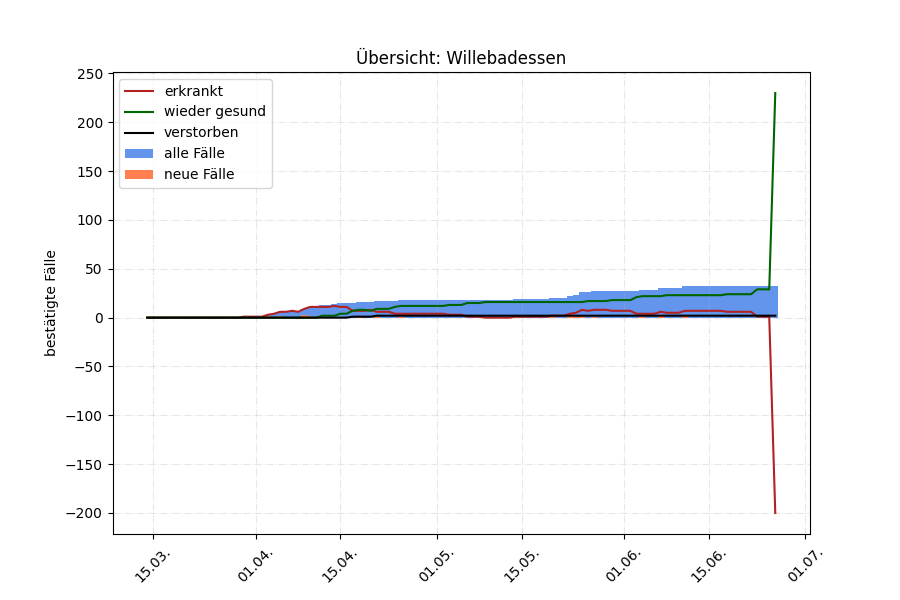 Übersicht: Willebadessen
erkrankt
wieder gesund
verstorben
alle Fälle
neue Fälle
bestätigte Fälle
250
200
150
100
50
0
−50
−100
−150
−200
15.03.
01.04.
15.04.
01.05.
15.05.
01.06.
15.06.
01.07.